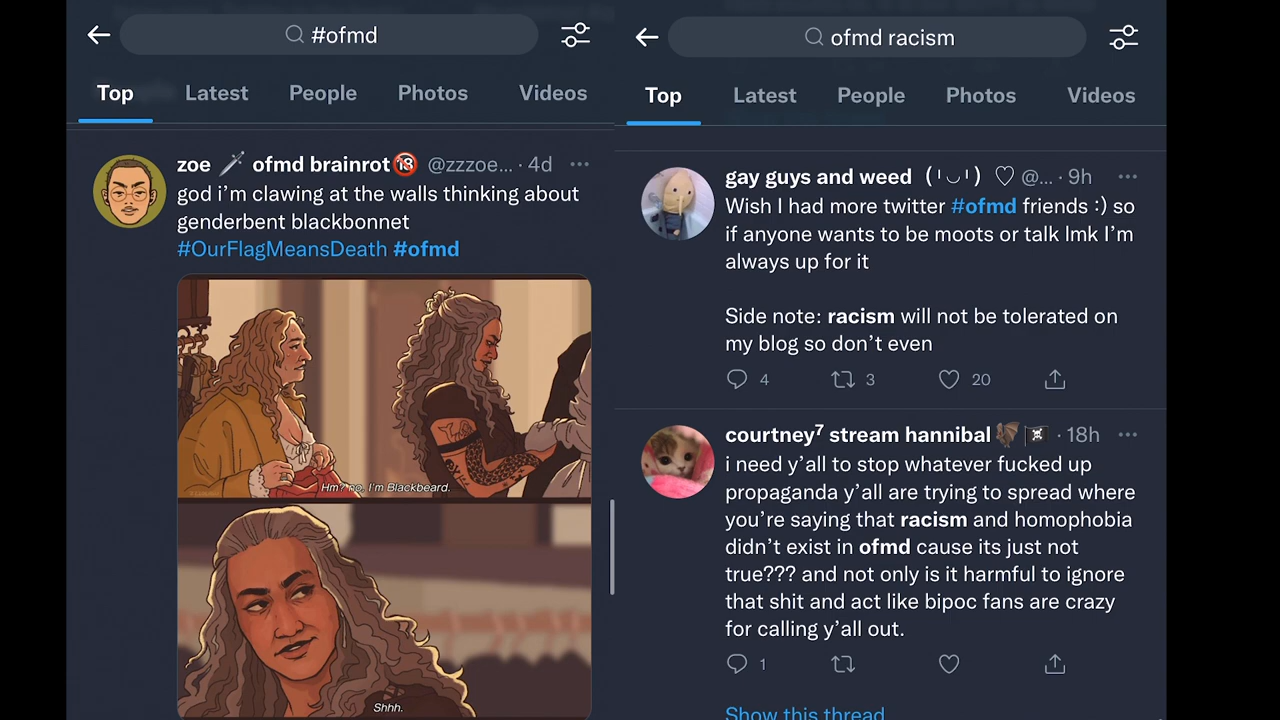 #ofmd
Top Latest People Photos Videos
zoe 🗡 ofmd brainrot🔞 @zzzoe... · 4d ···
god i'm clawing at the walls thinking about
genderbent blackbonnet
#OurFlagMeansDeath #ofmd
Hm? no, I'm Blackbeard.
Shhh.
ofmd racism
Top Latest People Photos Videos
gay guys and weed (╹◡╹) ♡ @... · 9h ···
Wish I had more twitter #ofmd friends :) so
if anyone wants to be moots or talk lmk I'm
always up for it
Side note: racism will not be tolerated on
my blog so don't even
4 3 20
courtney⁷ stream hannibal🦇🏴‍☠️ · 18h ···
i need y'all to stop whatever fucked up
propaganda y'all are trying to spread where
you're saying that racism and homophobia
didn't exist in ofmd cause its just not
true??? and not only is it harmful to ignore
that shit and act like bipoc fans are crazy
for calling y'all out.
1
Show this thread